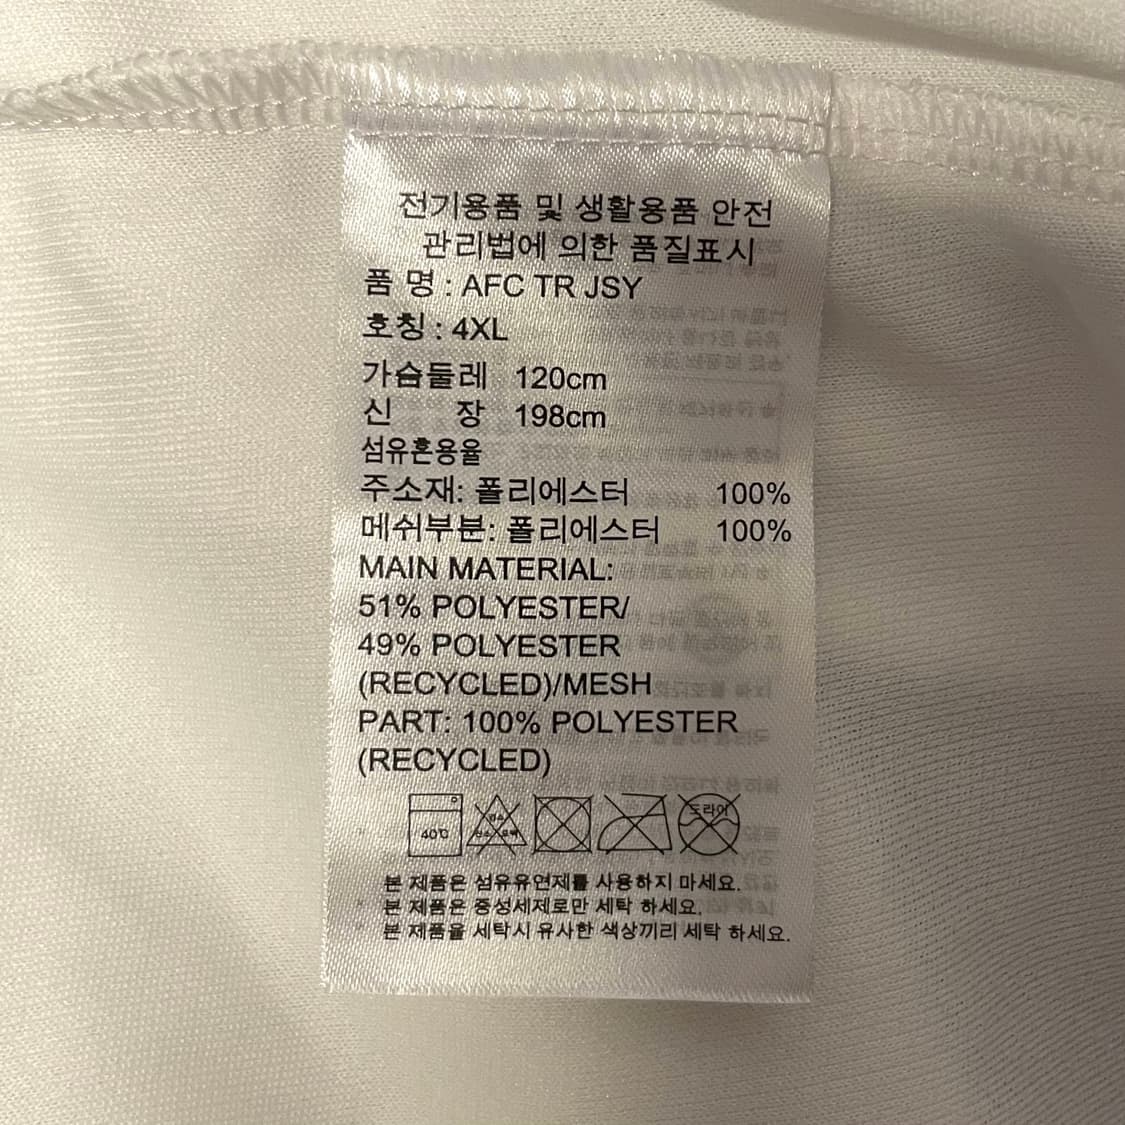 전기용품 및 생활용품 안전
관리법에 의한 품질표시
품 명 : AFC TR JSY
호칭 : 4XL
가슴둘레 120cm
신 장 198cm
섬유혼용율
주소재: 폴리에스터 100%
메쉬부분: 폴리에스터 100%
MAIN MATERIAL:
51% POLYESTER/
49% POLYESTER
(RECYCLED)/MESH
PART: 100% POLYESTER
(RECYCLED)
40℃ 드라이
본 제품은 섬유유연제를 사용하지 마세요.
본 제품은 중성세제로만 세탁 하세요.
본 제품을 세탁시 유사한 색상끼리 세탁 하세요.